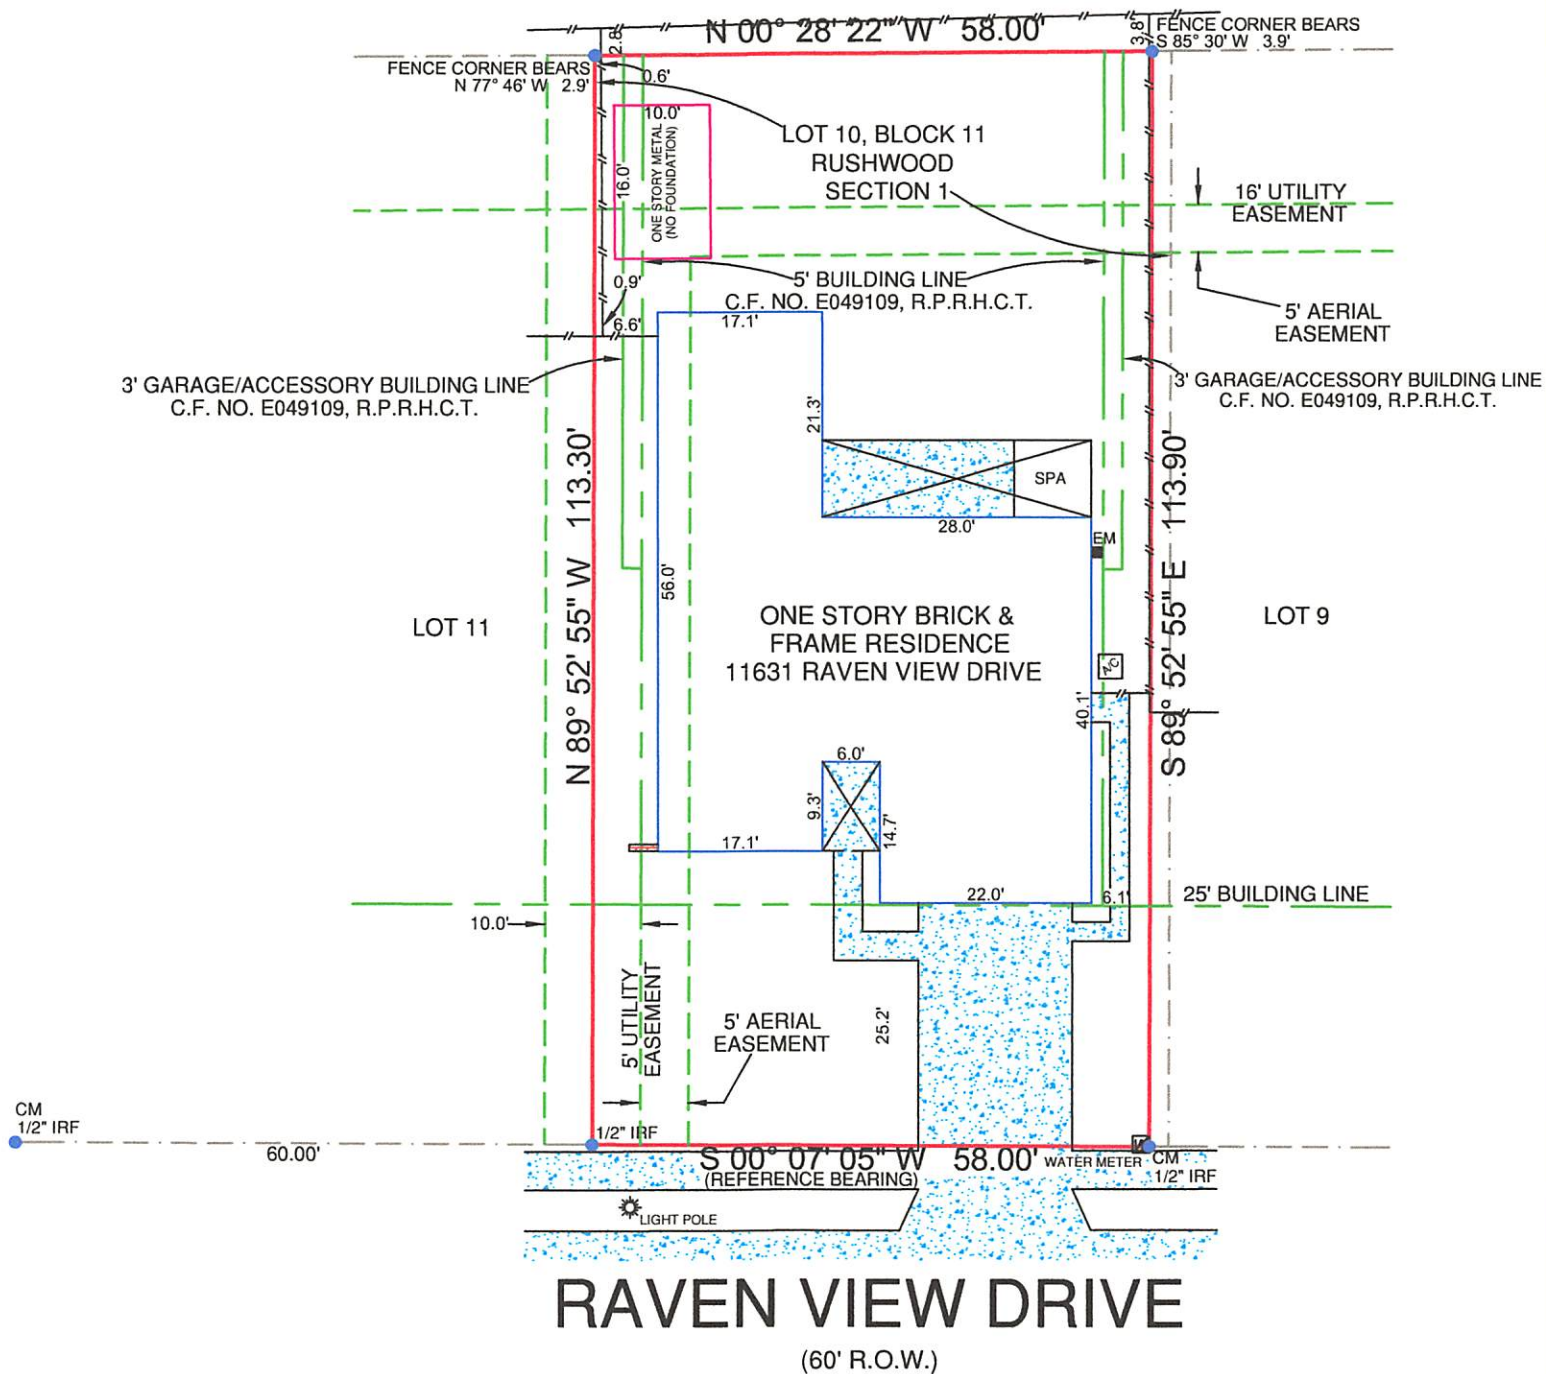 N 00° 28' 22" W 58.00'
2.8'
3.8'
FENCE CORNER BEARS
S 85° 30' W 3.9'
FENCE CORNER BEARS
N 77° 46' W 2.9'
0.6'
10.0'
16.0'
ONE STORY METAL
(NO FOUNDATION)
LOT 10, BLOCK 11
RUSHWOOD
SECTION 1
16' UTILITY
EASEMENT
5' BUILDING LINE
C.F. NO. E049109, R.P.R.H.C.T.
0.9'
6.6'
17.1'
5' AERIAL
EASEMENT
3' GARAGE/ACCESSORY BUILDING LINE
C.F. NO. E049109, R.P.R.H.C.T.
3' GARAGE/ACCESSORY BUILDING LINE
C.F. NO. E049109, R.P.R.H.C.T.
21.3'
N 89° 52' 55" W 113.30'
S 89° 52' 55" E 113.90'
SPA
28.0'
EM
56.0'
LOT 11
ONE STORY BRICK &
FRAME RESIDENCE
11631 RAVEN VIEW DRIVE
LOT 9
A/C
40.1'
6.0'
9.3'
14.7'
17.1'
22.0'
6.1'
25' BUILDING LINE
10.0'
5' UTILITY
EASEMENT
5' AERIAL
EASEMENT
25.2'
CM
1/2" IRF
60.00'
1/2" IRF
S 00° 07' 05" W 58.00'
(REFERENCE BEARING)
WATER METER
CM
1/2" IRF
LIGHT POLE
RAVEN VIEW DRIVE
(60' R.O.W.)